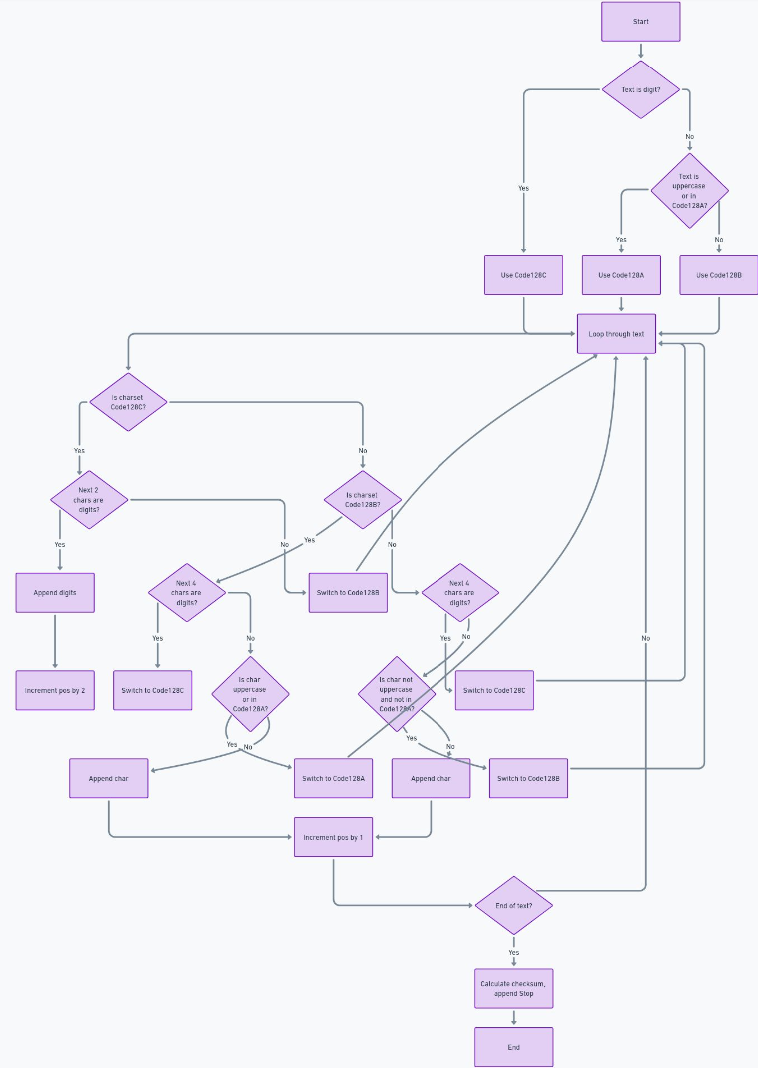 Start
Text is digit?
No
Text is
uppercase
or in
Code128A?
Yes
Yes
No
Use Code128C
Use Code128A
Use Code128B
Loop through text
Is charset
Code128C?
Yes
No
Next 2
chars are
digits?
Is charset
Code128B?
Yes
No
Yes
No
Append digits
Next 4
chars are
digits?
Switch to Code128B
Next 4
chars are
digits?
Yes
No
Yes
No
No
Increment pos by 2
Switch to Code128C
Is char
uppercase
or in
Code128A?
Is char not
uppercase
and not in
Code128A?
Switch to Code128C
Yes
No
Yes
No
Append char
Switch to Code128A
Append char
Switch to Code128B
Increment pos by 1
End of text?
Yes
Calculate checksum,
append Stop
End